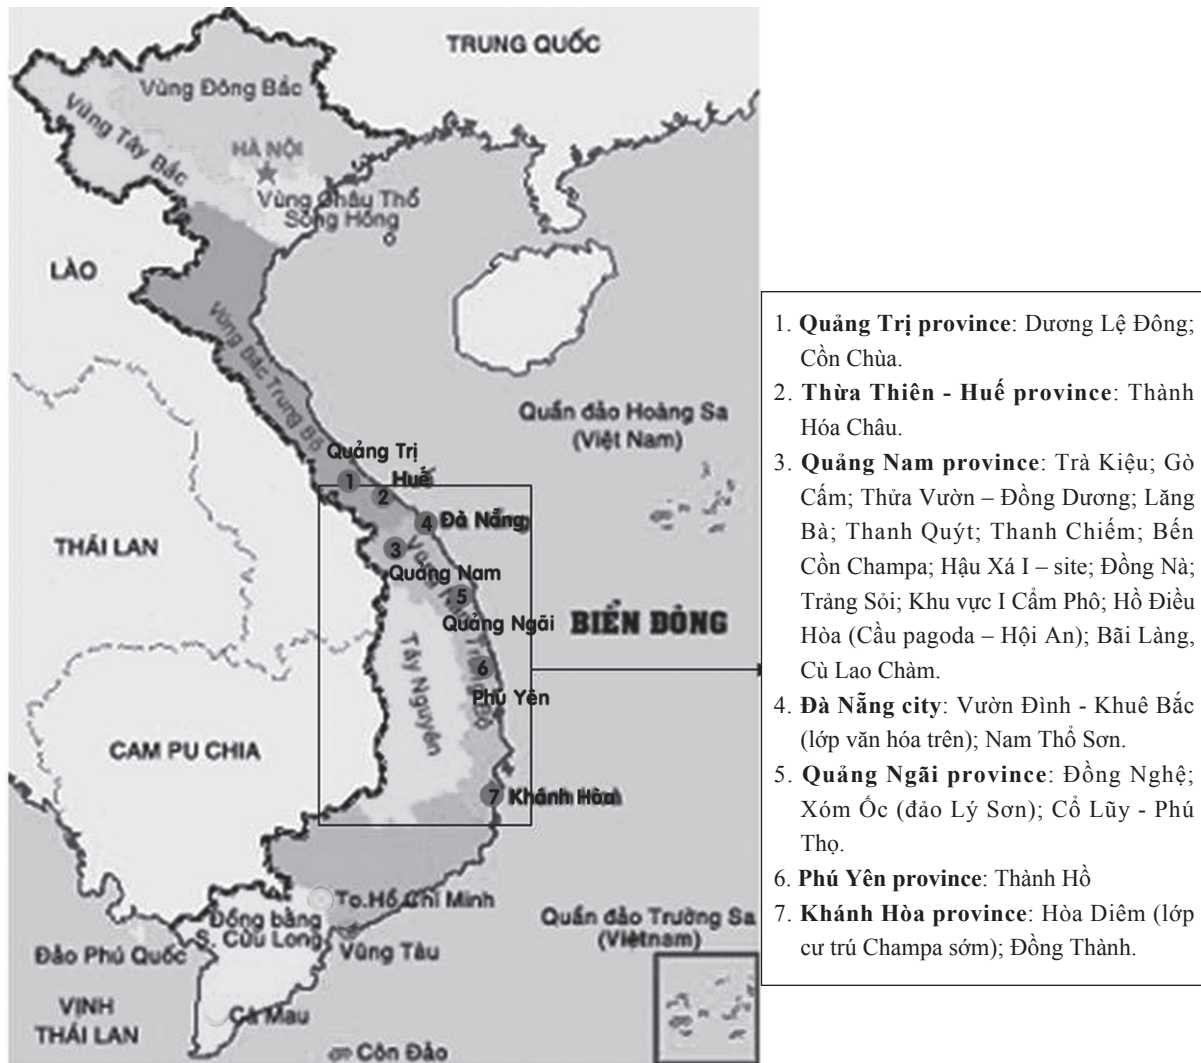 TRUNG QUỐC
Vùng Đông Bắc
Vùng Tây Bắc
HÀ NỘI
Vùng Châu Thổ
Sông Hồng
LÀO
Vùng Bắc Trung Bộ
Quần đảo Hoàng Sa
(Việt Nam)
Quảng Trị
1
Huế
2
4
Đà Nẵng
THÁI LAN
3
Quảng Nam
5
Quảng Ngãi
BIỂN ĐÔNG
Tây Nguyên
6
Phú Yên
CAM PU CHIA
7
Khánh Hòa
Tp.Hồ Chí Minh
Đồng bằng
S. Cửu Long
Vũng Tàu
Đảo Phú Quốc
Quần đảo Trường Sa
(Việtnam)
VỊNH
THÁI LAN
Cà Mau
Côn Đảo
1. Quảng Trị province: Dương Lệ Đông;
Cồn Chùa.
2. Thừa Thiên - Huế province: Thành
Hóa Châu.
3. Quảng Nam province: Trà Kiệu; Gò
Cấm; Thửa Vườn – Đồng Dương; Lăng
Bà; Thanh Quýt; Thanh Chiếm; Bến
Cồn Champa; Hậu Xá I – site; Đồng Nà;
Trảng Sỏi; Khu vực I Cẩm Phô; Hồ Điều
Hòa (Cầu pagoda – Hội An); Bãi Làng,
Cù Lao Chàm.
4. Đà Nẵng city: Vườn Đình - Khuê Bắc
(lớp văn hóa trên); Nam Thổ Sơn.
5. Quảng Ngãi province: Đồng Nghệ;
Xóm Ốc (đảo Lý Sơn); Cổ Lũy - Phú
Thọ.
6. Phú Yên province: Thành Hồ
7. Khánh Hòa province: Hòa Diêm (lớp
cư trú Champa sớm); Đồng Thành.